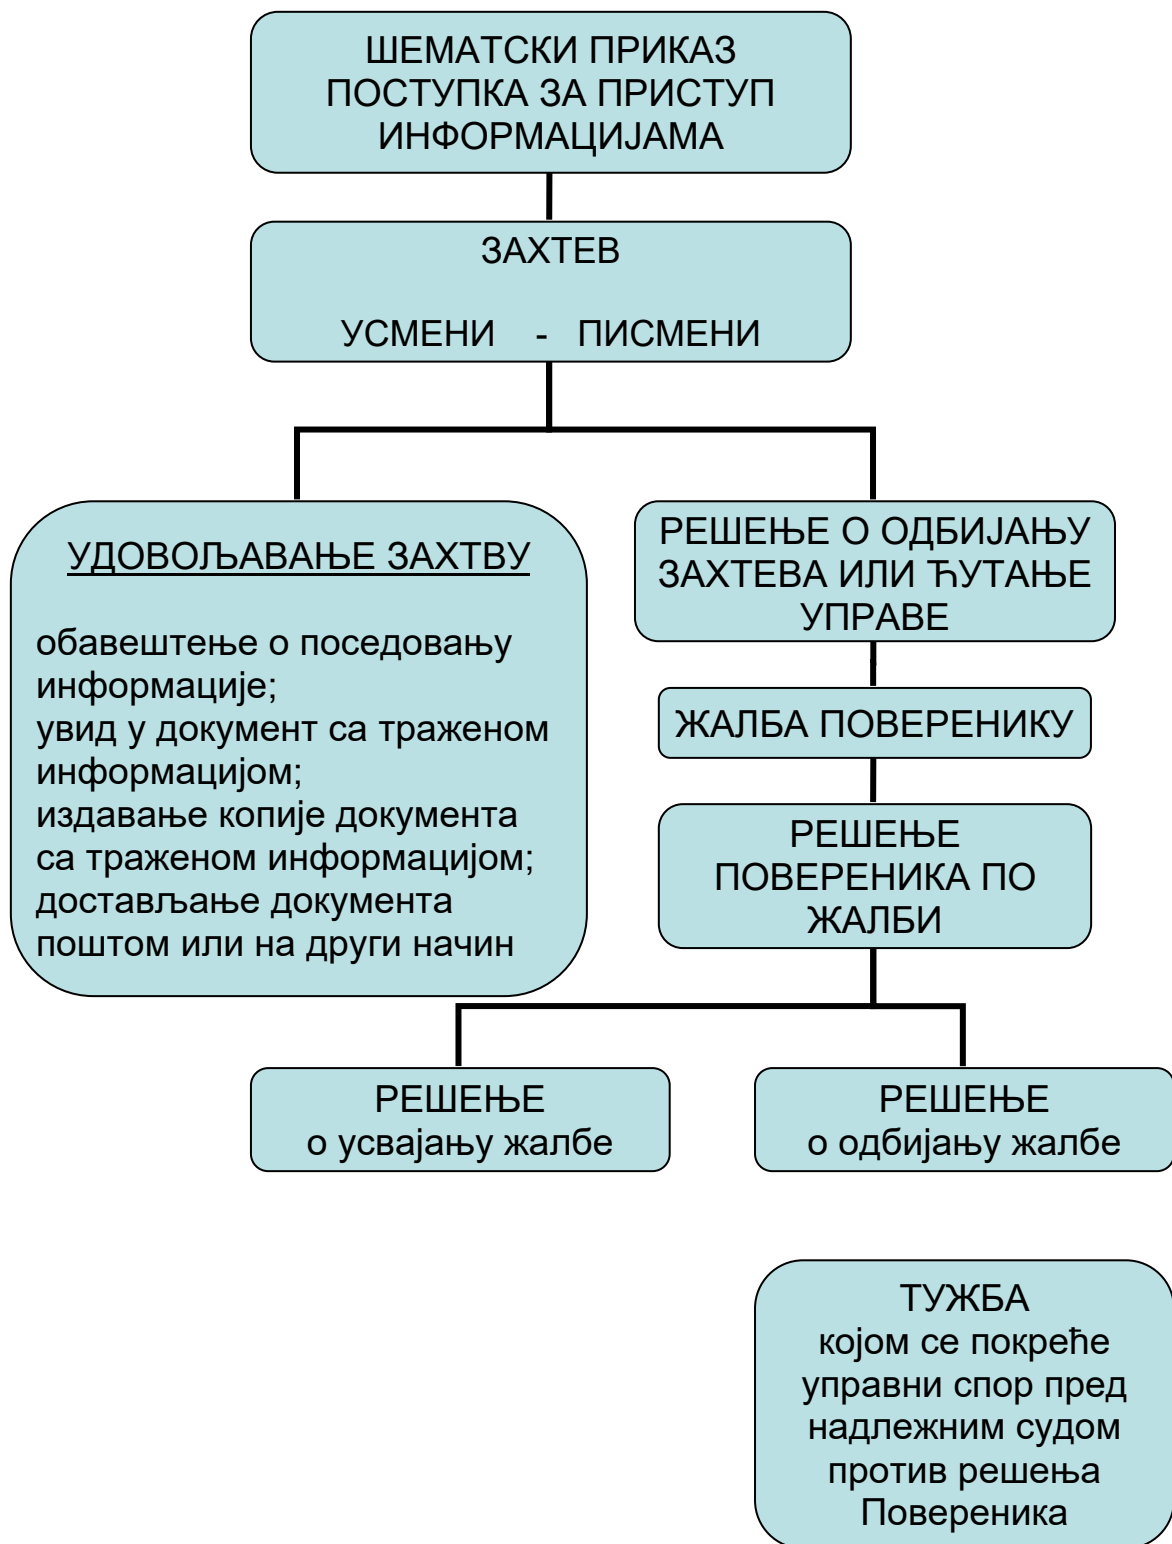 ШЕМАТСКИ ПРИКАЗ
ПОСТУПКА ЗА ПРИСТУП
ИНФОРМАЦИЈАМА
ЗАХТЕВ
УСМЕНИ - ПИСМЕНИ
УДОВОЉАВАЊЕ ЗАХТВУ
обавештење о поседовању
информације;
увид у документ са траженом
информацијом;
издавање копије документа
са траженом информацијом;
достављање документа
поштом или на други начин
РЕШЕЊЕ О ОДБИЈАЊУ
ЗАХТЕВА ИЛИ ЋУТАЊЕ
УПРАВЕ
ЖАЛБА ПОВЕРЕНИКУ
РЕШЕЊЕ
ПОВЕРЕНИКА ПО
ЖАЛБИ
РЕШЕЊЕ
о усвајању жалбе
РЕШЕЊЕ
о одбијању жалбе
ТУЖБА
којом се покреће
управни спор пред
надлежним судом
против решења
Повереника